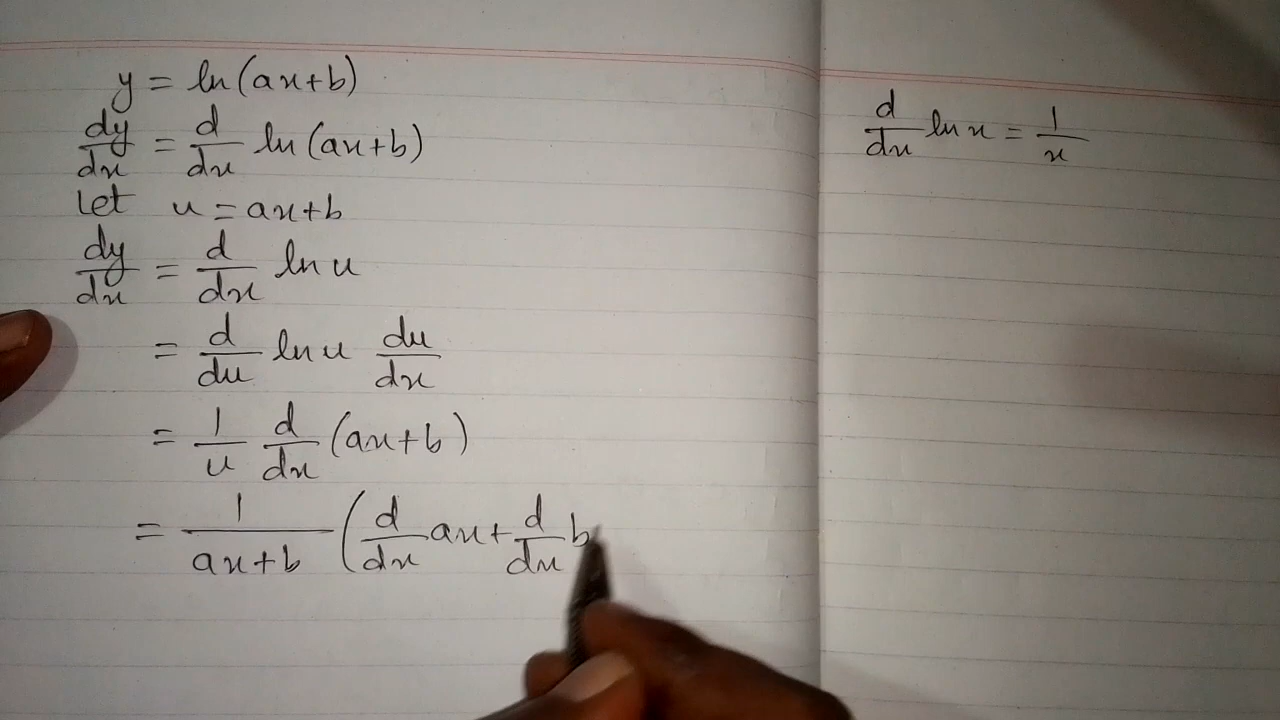 y = ln(ax+b)
dy/dx = d/dx ln(ax+b)
Let u = ax+b
dy/dx = d/dx ln u
= d/du ln u du/dx
= 1/u d/dx (ax+b)
= 1/(ax+b) (d/dx ax + d/dx b
d/dx ln x = 1/x